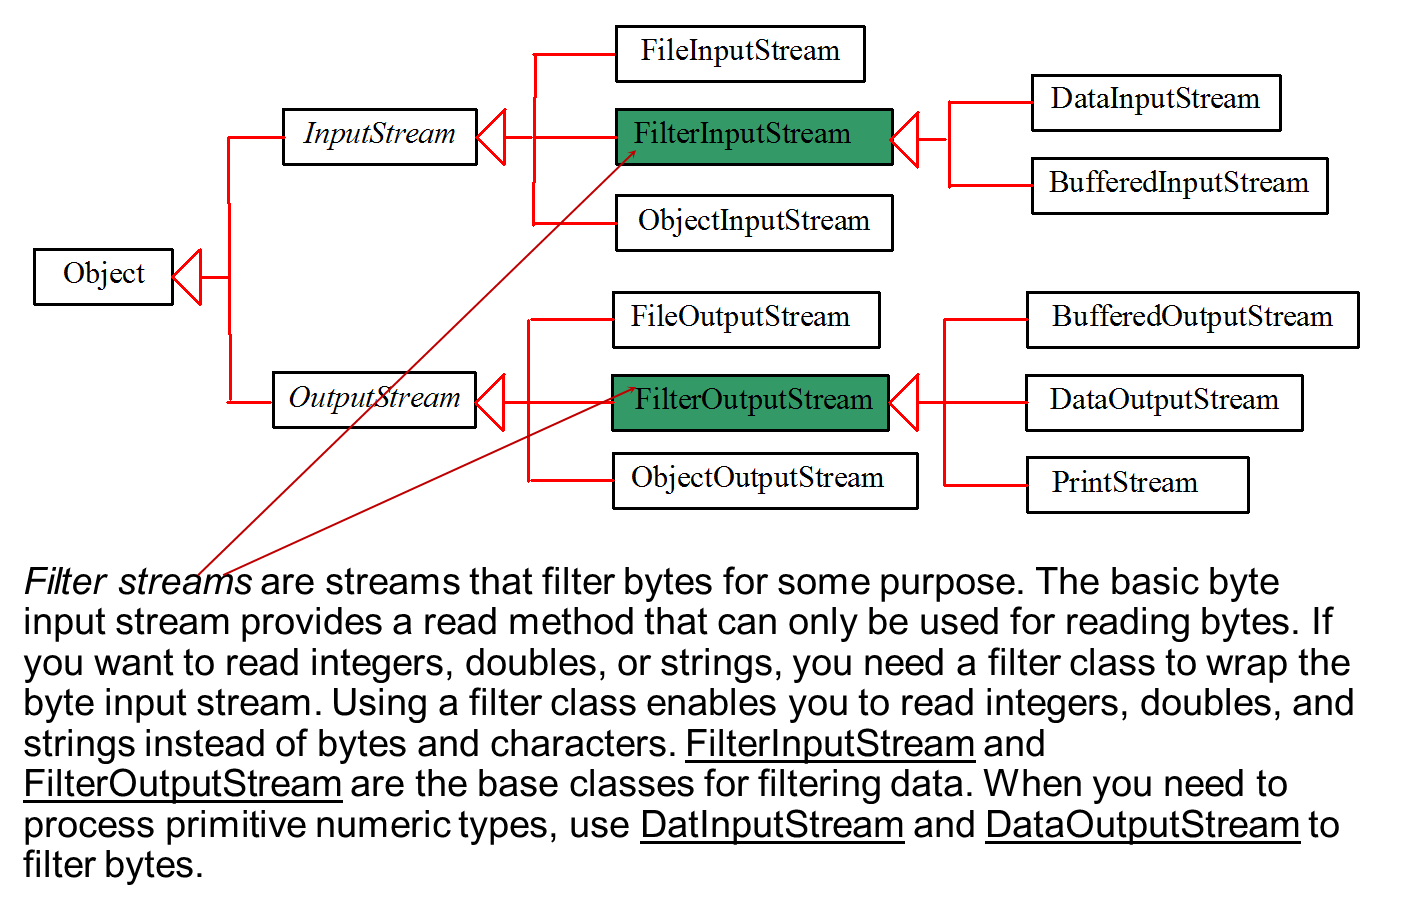 FileInputStream
DataInputStream
InputStream
FilterInputStream
BufferedInputStream
ObjectInputStream
Object
FileOutputStream
BufferedOutputStream
OutputStream
FilterOutputStream
DataOutputStream
ObjectOutputStream
PrintStream
Filter streams are streams that filter bytes for some purpose. The basic byte
input stream provides a read method that can only be used for reading bytes. If
you want to read integers, doubles, or strings, you need a filter class to wrap the
byte input stream. Using a filter class enables you to read integers, doubles, and
strings instead of bytes and characters. FilterInputStream and
FilterOutputStream are the base classes for filtering data. When you need to
process primitive numeric types, use DatInputStream and DataOutputStream to
filter bytes.